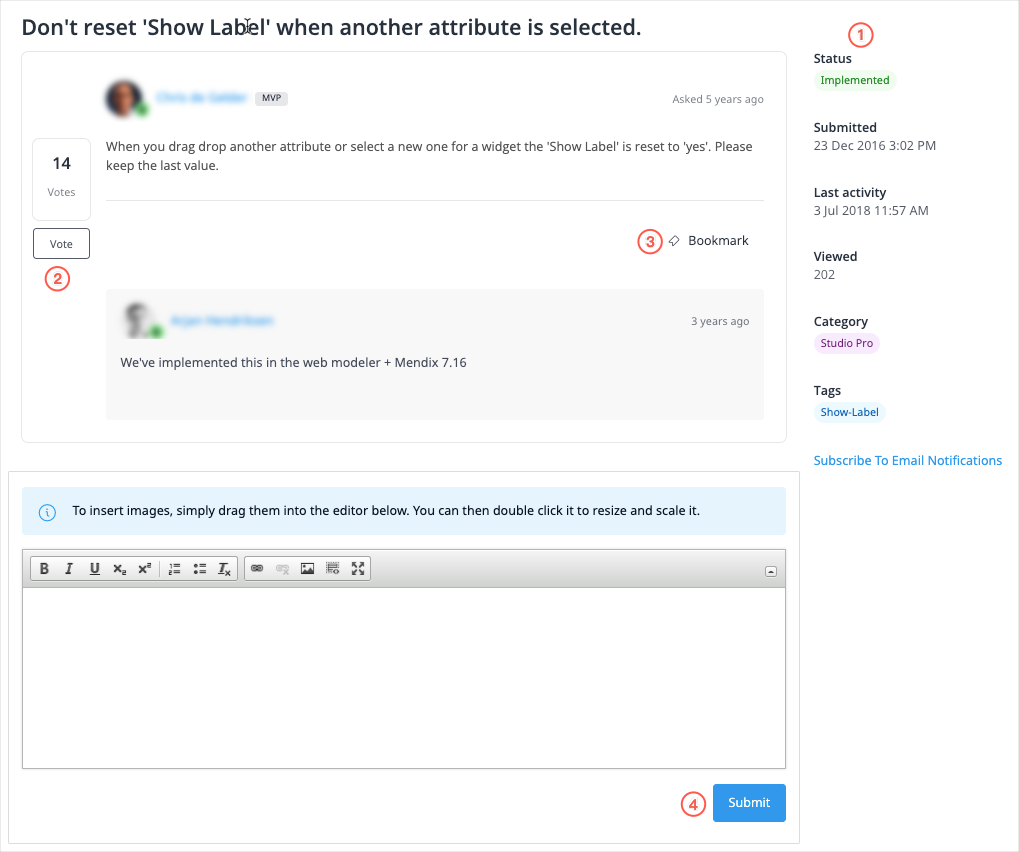 Don't reset 'Show Label' when another attribute is selected.
MVP
Asked 5 years ago
When you drag drop another attribute or select a new one for a widget the 'Show Label' is reset to 'yes'. Please
keep the last value.
14
Votes
Vote
2
3
Bookmark
3 years ago
We've implemented this in the web modeler + Mendix 7.16
To insert images, simply drag them into the editor below. You can then double click it to resize and scale it.
B I U x₂ x²
Submit
4
1
Status
Implemented
Submitted
23 Dec 2016 3:02 PM
Last activity
3 Jul 2018 11:57 AM
Viewed
202
Category
Studio Pro
Tags
Show-Label
Subscribe To Email Notifications